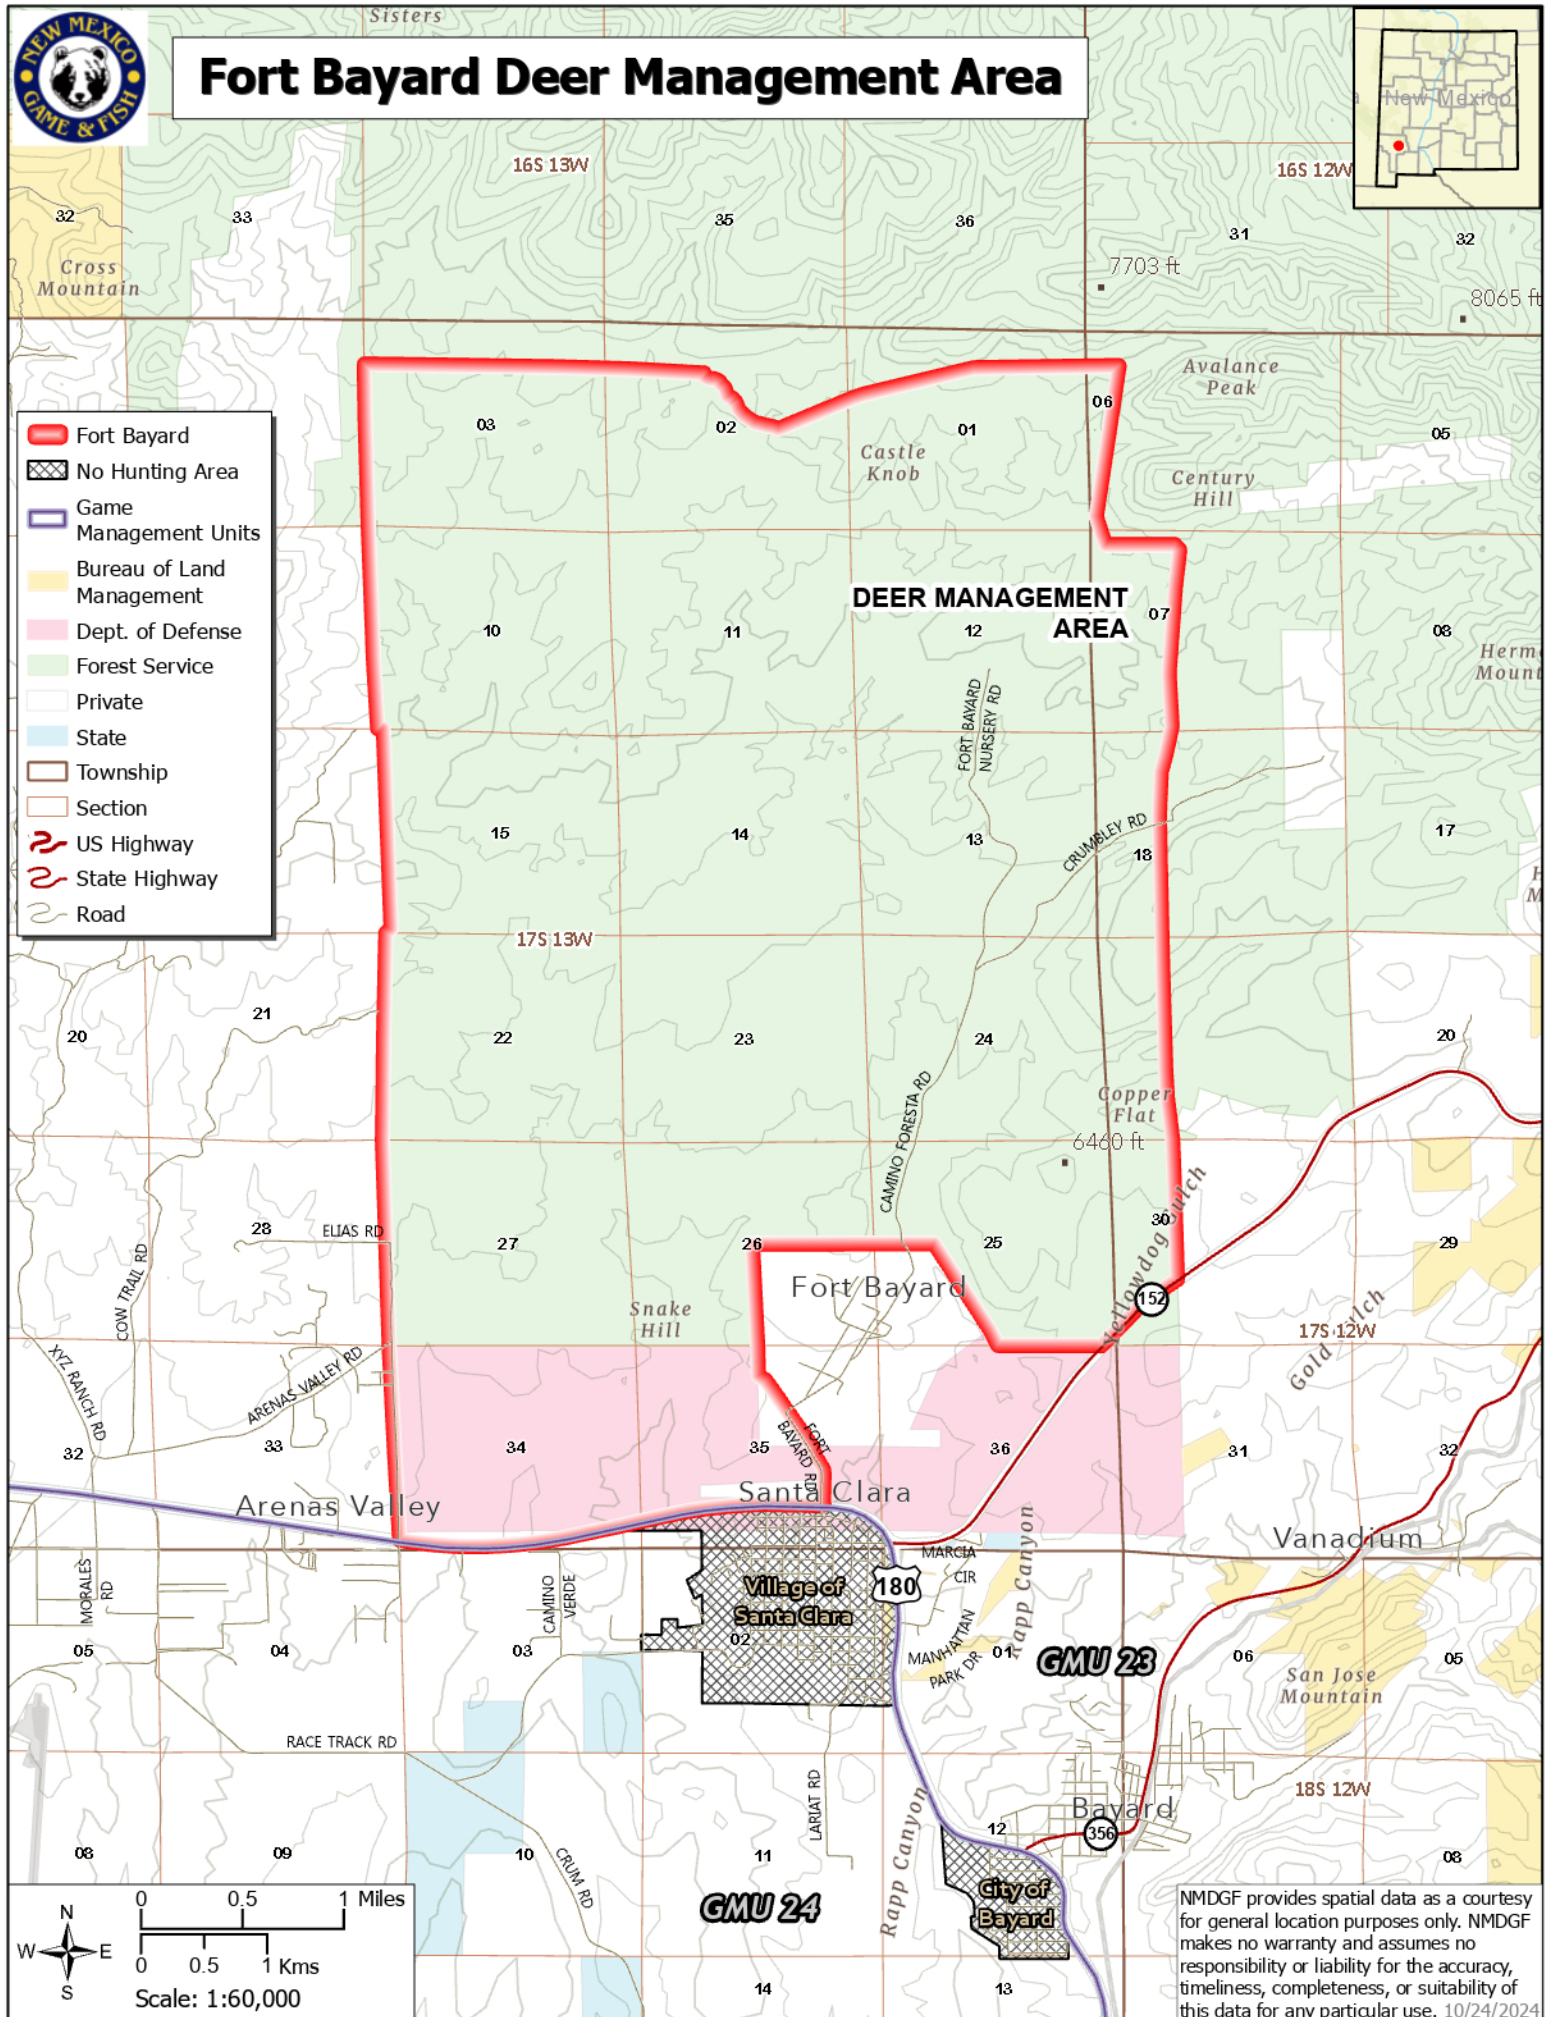 Sisters
NEW MEXICO
GAME & FISH
Fort Bayard Deer Management Area
New Mexico
16S 13W
16S 12W
32
33
35
36
31
32
Cross
Mountain
7703 ft
8065 ft
Avalance
Peak
03
02
01
06
05
Castle
Knob
Century
Hill
Fort Bayard
No Hunting Area
Game
Management Units
Bureau of Land
Management
Dept. of Defense
Forest Service
Private
State
Township
Section
US Highway
State Highway
Road
DEER MANAGEMENT
AREA
10
11
12
07
08
Herm
Mount
FORT BAYARD
NURSERY RD
CRUMBLEY RD
15
14
13
18
17
H
M
17S 13W
20
21
22
23
24
20
CAMINO FORESTA RD
Copper
Flat
6460 ft
Yellowdog Gulch
28
ELIAS RD
27
26
25
30
29
COW TRAIL RD
Fort Bayard
152
Snake
Hill
17S 12W
Gold Gulch
XYZ RANCH RD
ARENAS VALLEY RD
FORT
BAYARD RD
32
33
34
35
36
31
32
Arenas Valley
Santa Clara
Vanadium
MORALES
RD
CAMINO
VERDE
MARCIA
CIR
180
Village of
Santa Clara
Rapp Canyon
MANHATTAN
PARK DR
05
04
03
02
01
GMU 23
06
05
San Jose
Mountain
RACE TRACK RD
LARIAT RD
Rapp Canyon
18S 12W
Bayard
356
08
09
10
11
12
08
CRUM RD
GMU 24
City of
Bayard
14
13
N
W E
S
0 0.5 1 Miles
0 0.5 1 Kms
Scale: 1:60,000
NMDGF provides spatial data as a courtesy
for general location purposes only. NMDGF
makes no warranty and assumes no
responsibility or liability for the accuracy,
timeliness, completeness, or suitability of
this data for any particular use. 10/24/2024